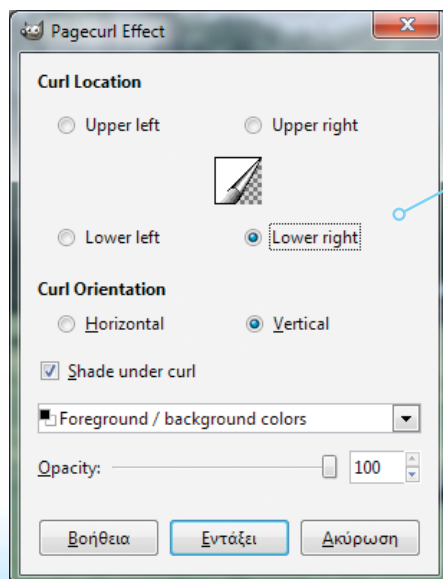 Pagecurl Effect
Curl Location
Upper left Upper right
Lower left Lower right
Curl Orientation
Horizontal Vertical
Shade under curl
Foreground / background colors
Opacity: 100
Βοήθεια Εντάξει Ακύρωση